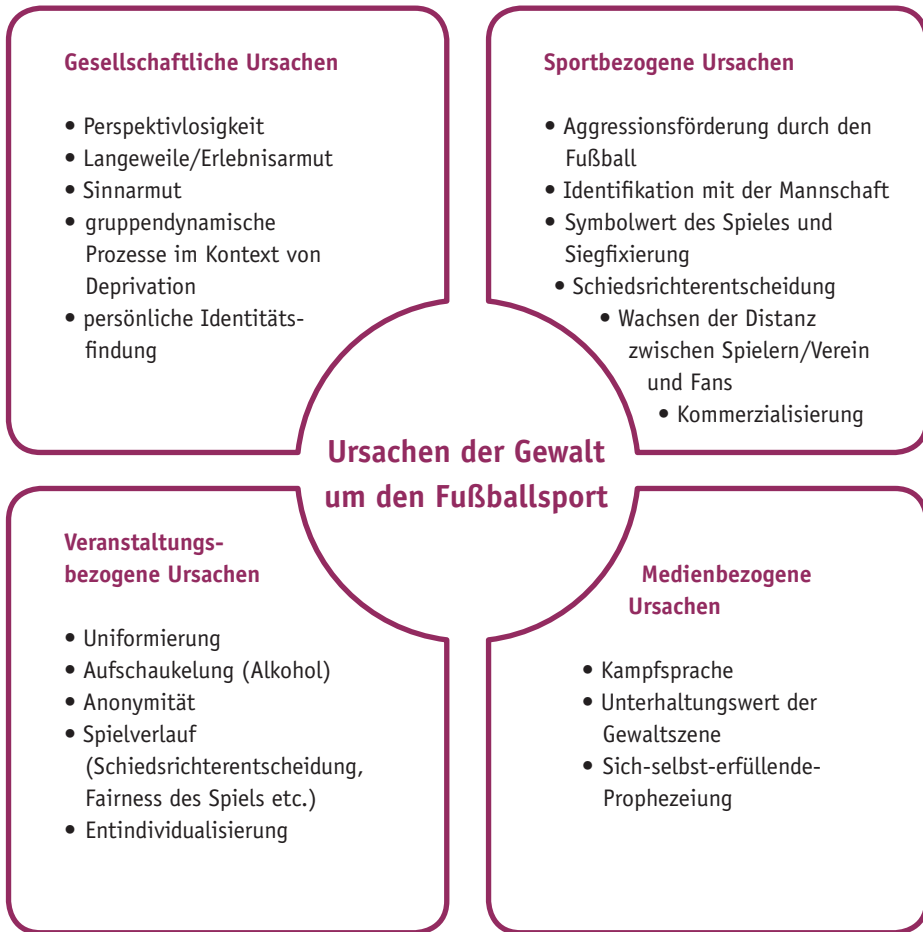 Gesellschaftliche Ursachen
• Perspektivlosigkeit
• Langeweile/Erlebnisarmut
• Sinnarmut
• gruppendynamische
Prozesse im Kontext von
Deprivation
• persönliche Identitäts-
findung
Sportbezogene Ursachen
• Aggressionsförderung durch den
Fußball
• Identifikation mit der Mannschaft
• Symbolwert des Spieles und
Siegfixierung
• Schiedsrichterentscheidung
• Wachsen der Distanz
zwischen Spielern/Verein
und Fans
• Kommerzialisierung
Ursachen der Gewalt
um den Fußballsport
Veranstaltungs-
bezogene Ursachen
• Uniformierung
• Aufschaukelung (Alkohol)
• Anonymität
• Spielverlauf
(Schiedsrichterentscheidung,
Fairness des Spiels etc.)
• Entindividualisierung
Medienbezogene
Ursachen
• Kampfsprache
• Unterhaltungswert der
Gewaltszene
• Sich-selbst-erfüllende-
Prophezeiung